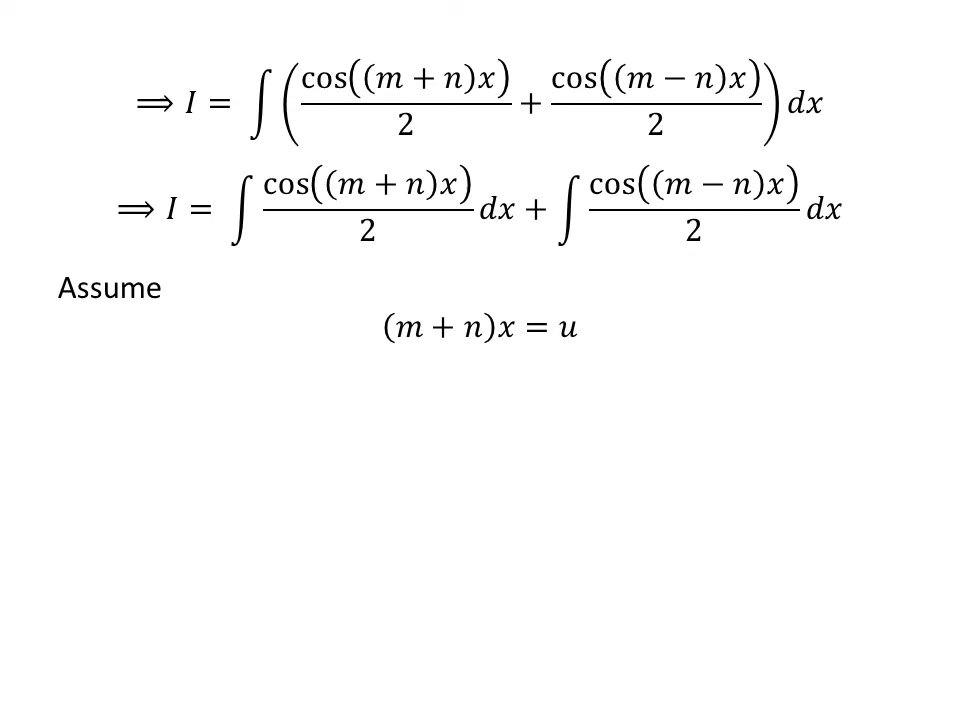 ⟹ 𝐼 = ∫ (cos((𝑚 + 𝑛)𝑥)/2 + cos((𝑚 − 𝑛)𝑥)/2) 𝑑𝑥
⟹ 𝐼 = ∫ cos((𝑚 + 𝑛)𝑥)/2 𝑑𝑥 + ∫ cos((𝑚 − 𝑛)𝑥)/2 𝑑𝑥
Assume
(𝑚 + 𝑛)𝑥 = 𝑢